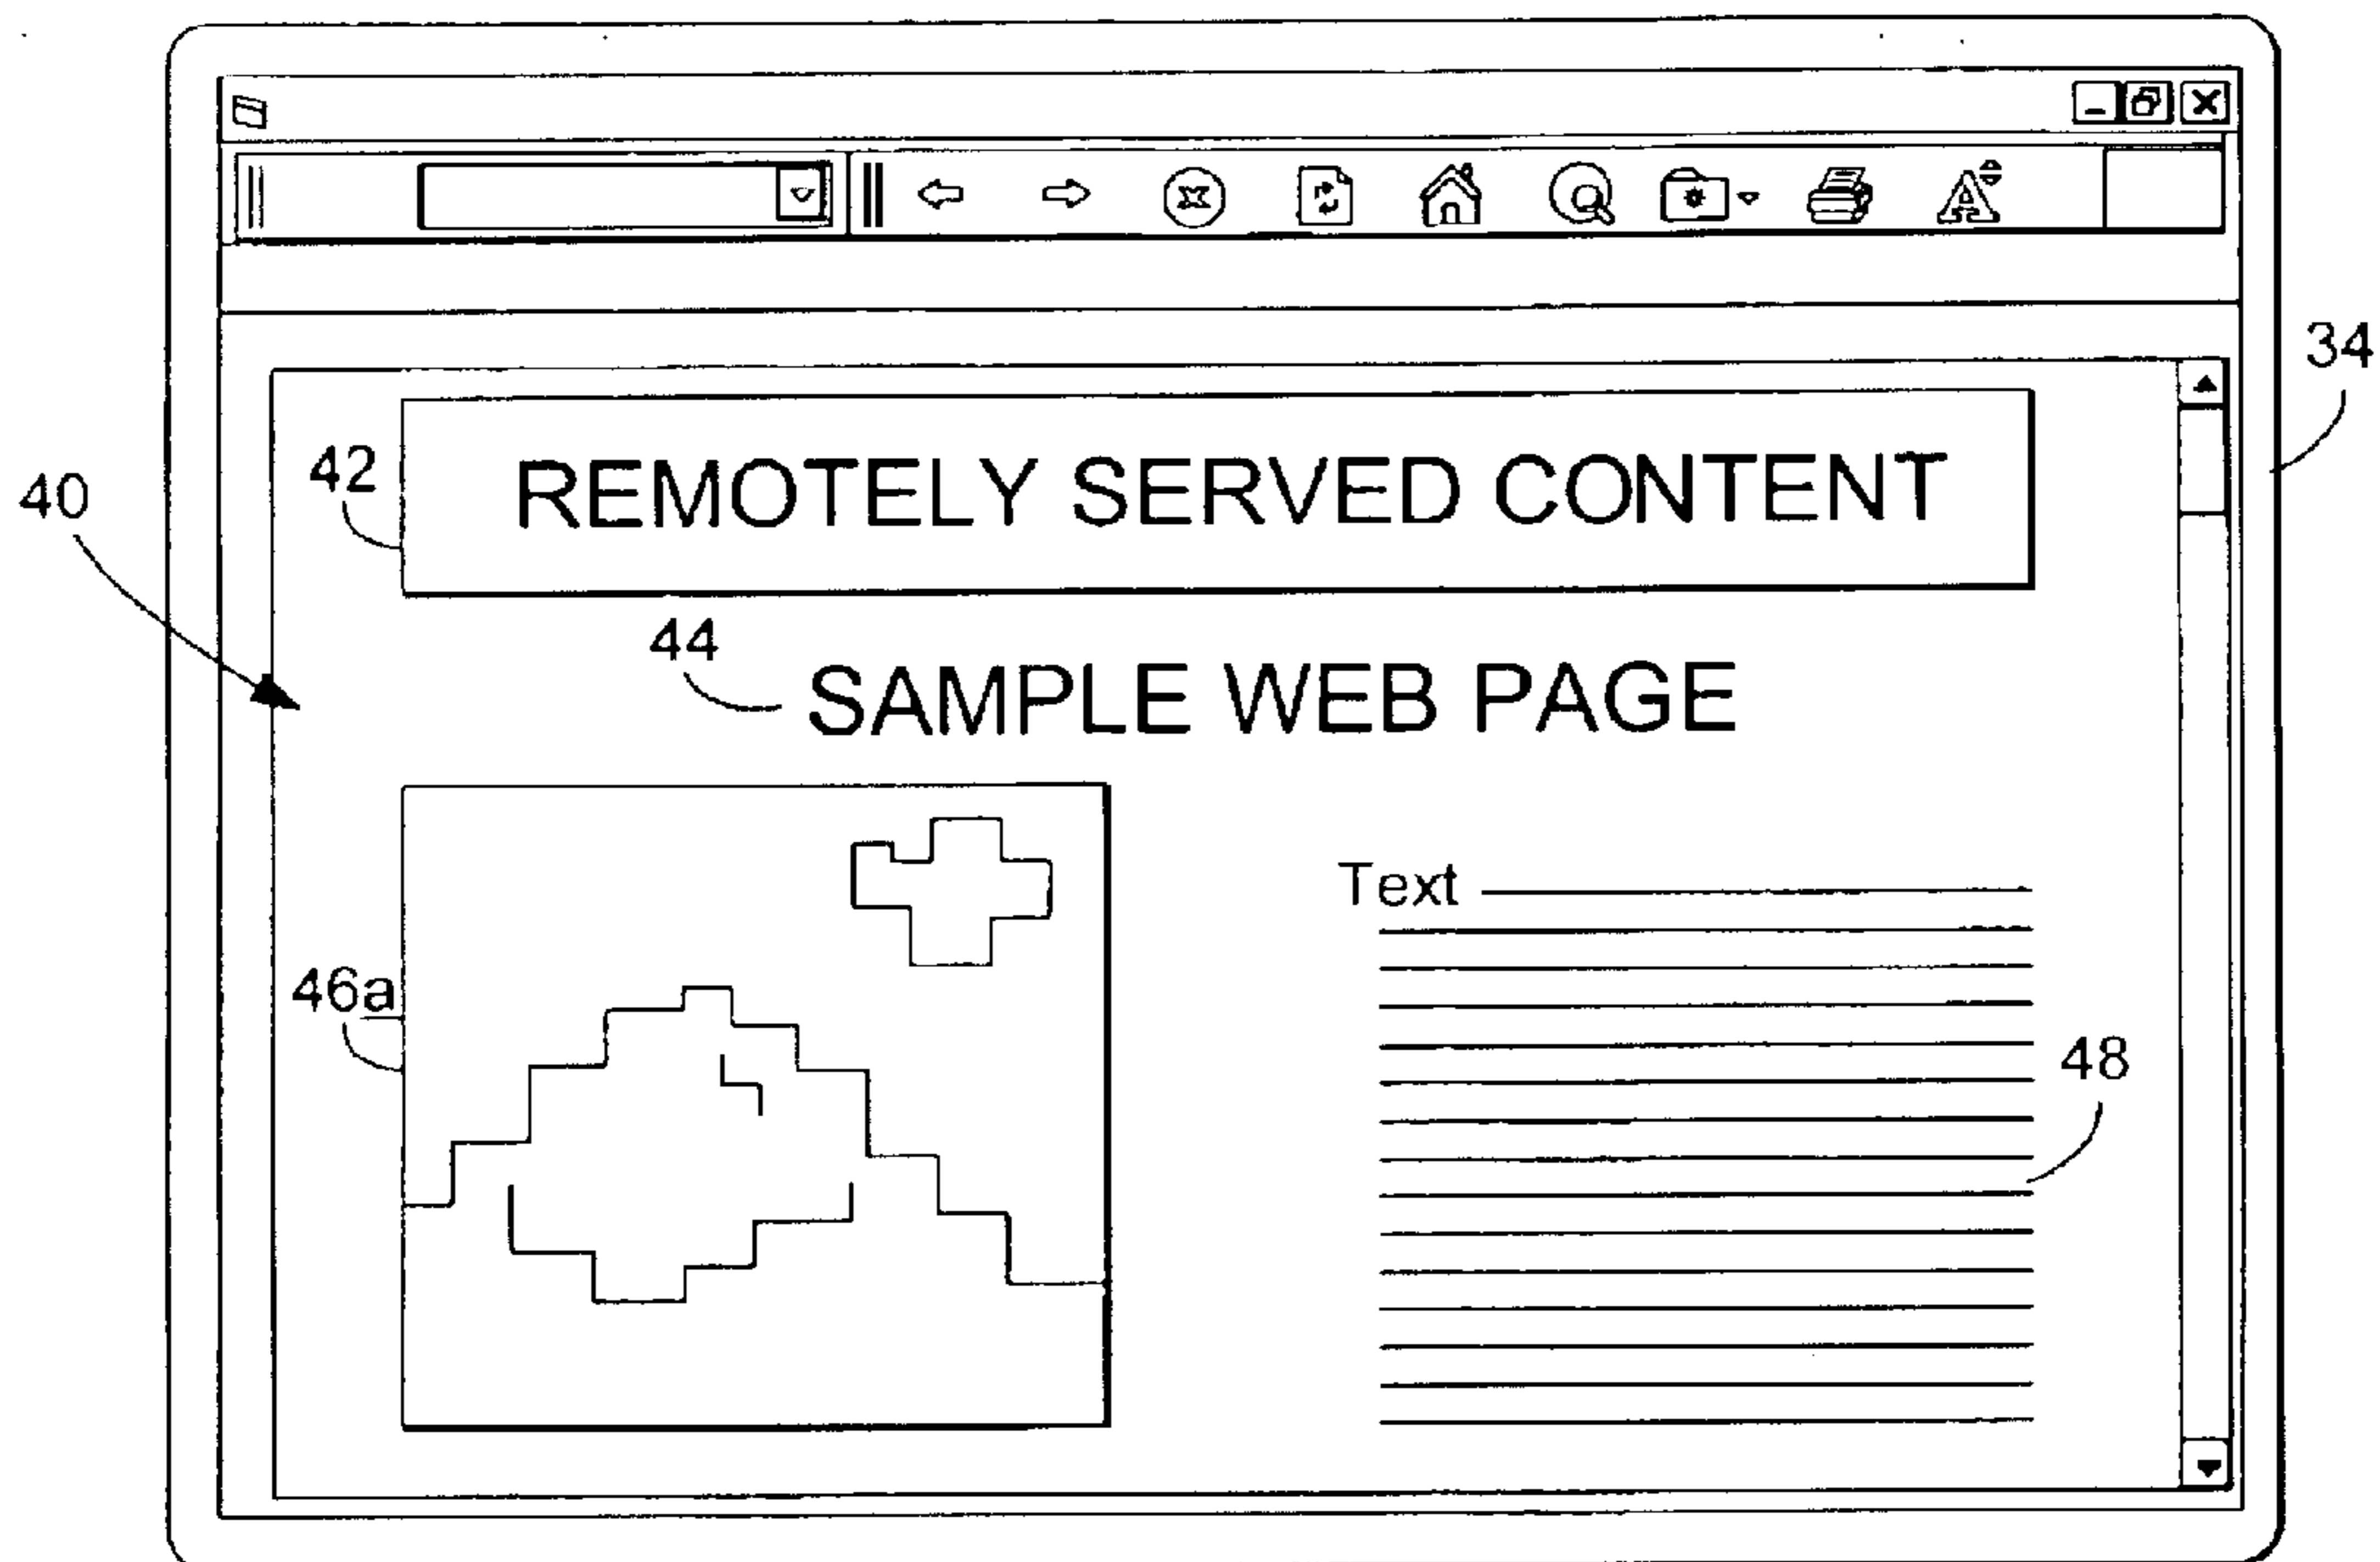 34
42
REMOTELY SERVED CONTENT
40
44
SAMPLE WEB PAGE
Text
46a
48
A